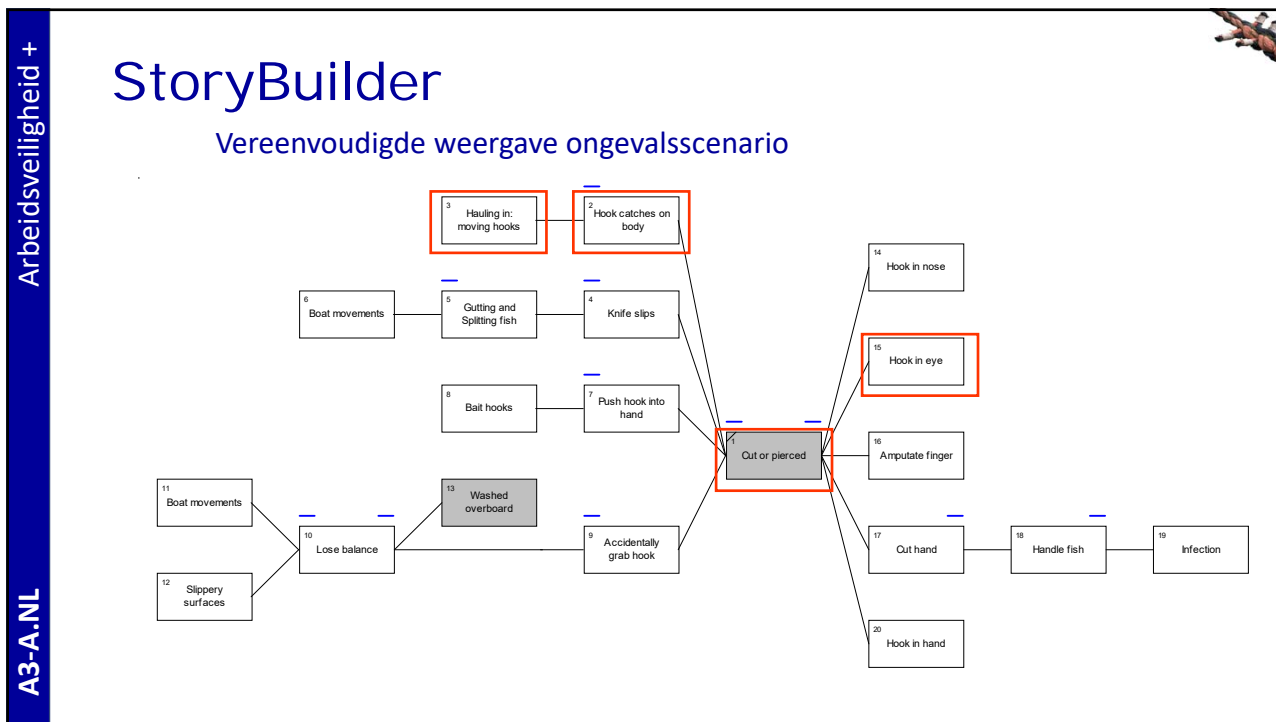 Arbeidsveiligheid +
A3-A.NL
StoryBuilder
Vereenvoudigde weergave ongevalsscenario
3
Hauling in:
moving hooks
2
Hook catches on
body
14
Hook in nose
6
Boat movements
5
Gutting and
Splitting fish
4
Knife slips
15
Hook in eye
8
Bait hooks
7
Push hook into
hand
1
Cut or pierced
16
Amputate finger
11
Boat movements
13
Washed
overboard
10
Lose balance
9
Accidentally
grab hook
17
Cut hand
18
Handle fish
19
Infection
12
Slippery
surfaces
20
Hook in hand